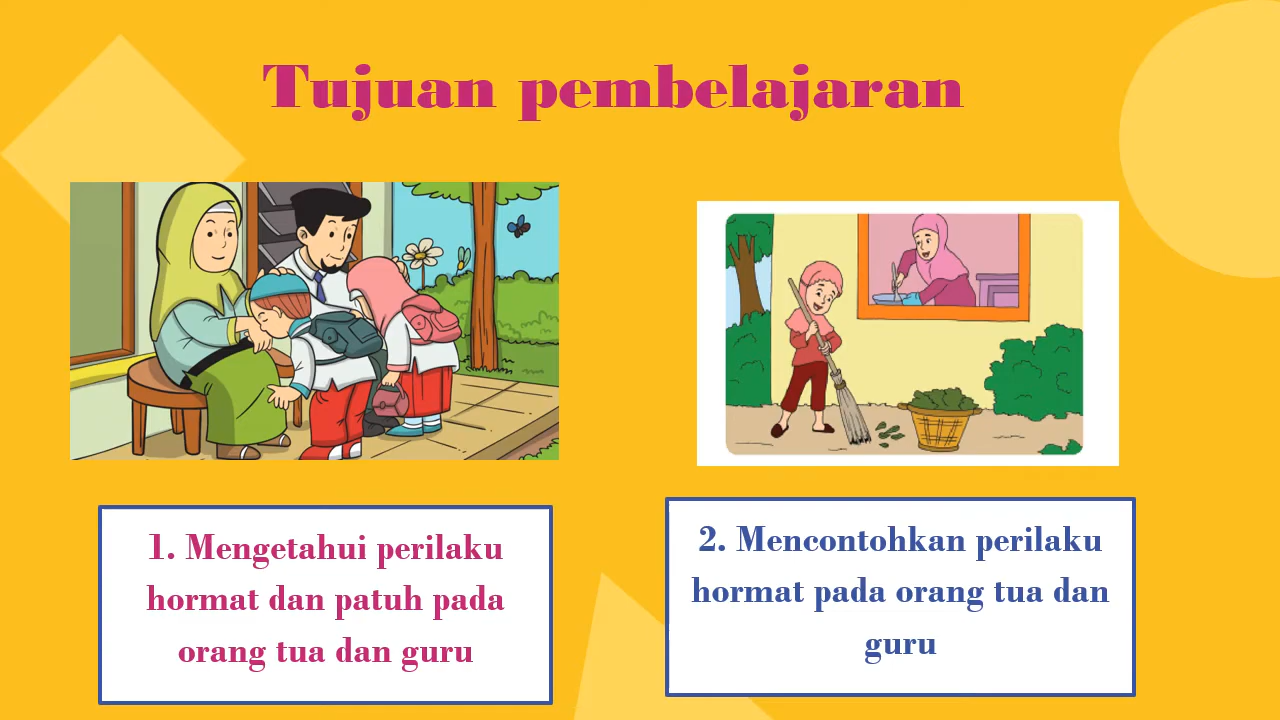 Tujuan pembelajaran
1. Mengetahui perilaku
hormat dan patuh pada
orang tua dan guru
2. Mencontohkan perilaku
hormat pada orang tua dan
guru